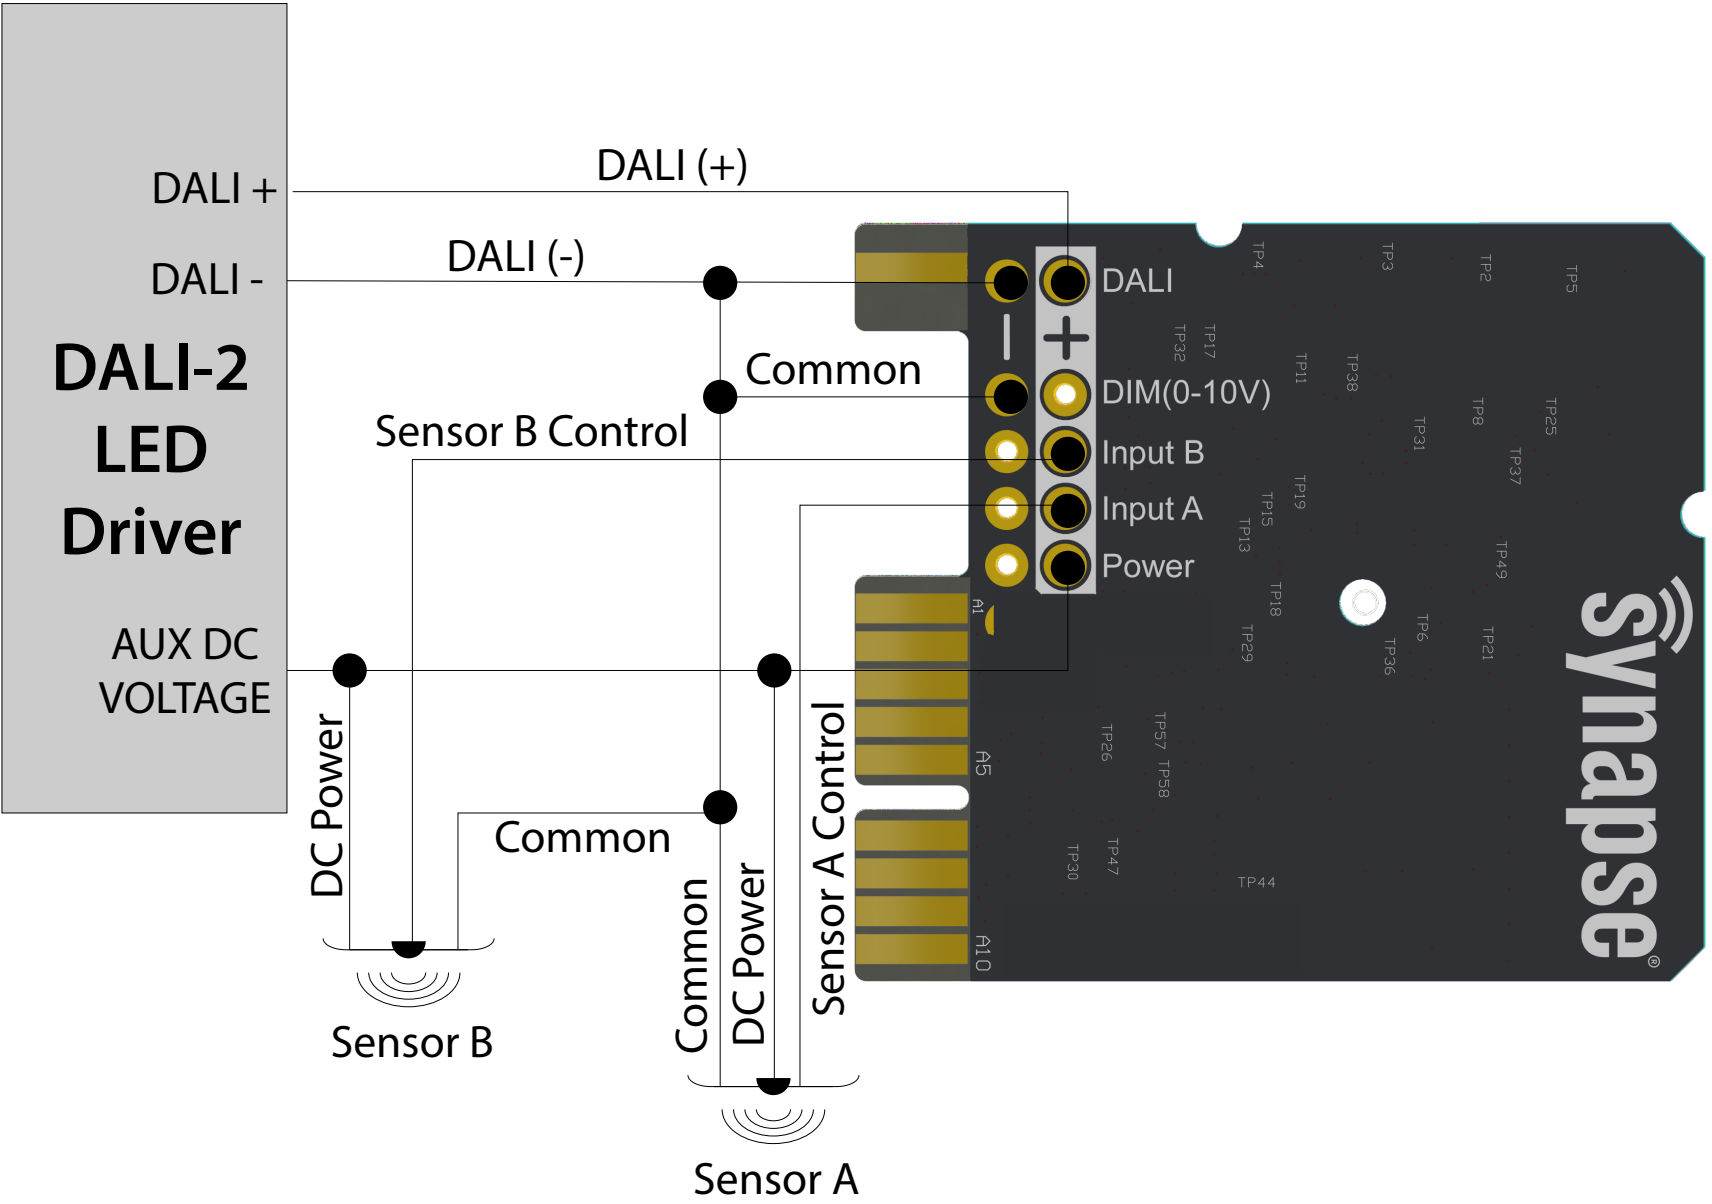 DALI (+)
DALI +
DALI (-)
DALI -
DALI-2
LED
Driver
AUX DC
VOLTAGE
Common
Sensor B Control
DC Power
Common
Sensor B
Common
DC Power
Sensor A Control
Sensor A
DALI
DIM(0-10V)
Input B
Input A
Power
A1
A5
A10
TP4
TP3
TP2
TP5
TP32
TP17
TP11
TP38
TP8
TP25
TP31
TP37
TP19
TP15
TP13
TP49
TP18
TP29
TP6
TP36
TP21
TP26
TP57
TP58
TP30
TP47
TP44
synapse®